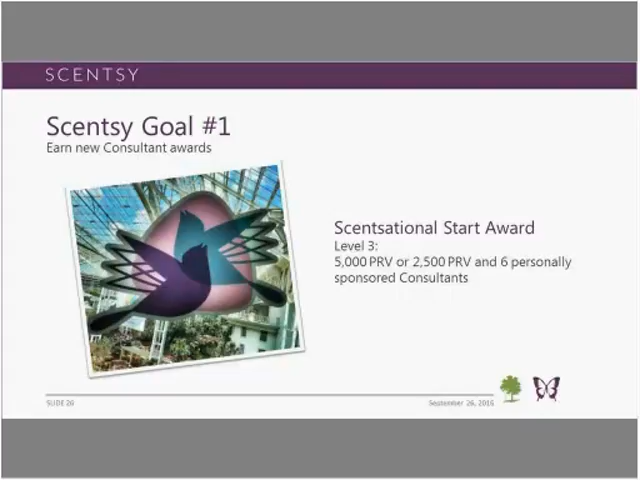 SCENTSY
Scentsy Goal #1
Earn new Consultant awards
Scentsational Start Award
Level 3:
5,000 PRV or 2,500 PRV and 6 personally
sponsored Consultants
SLIDE 26
September 26, 2016